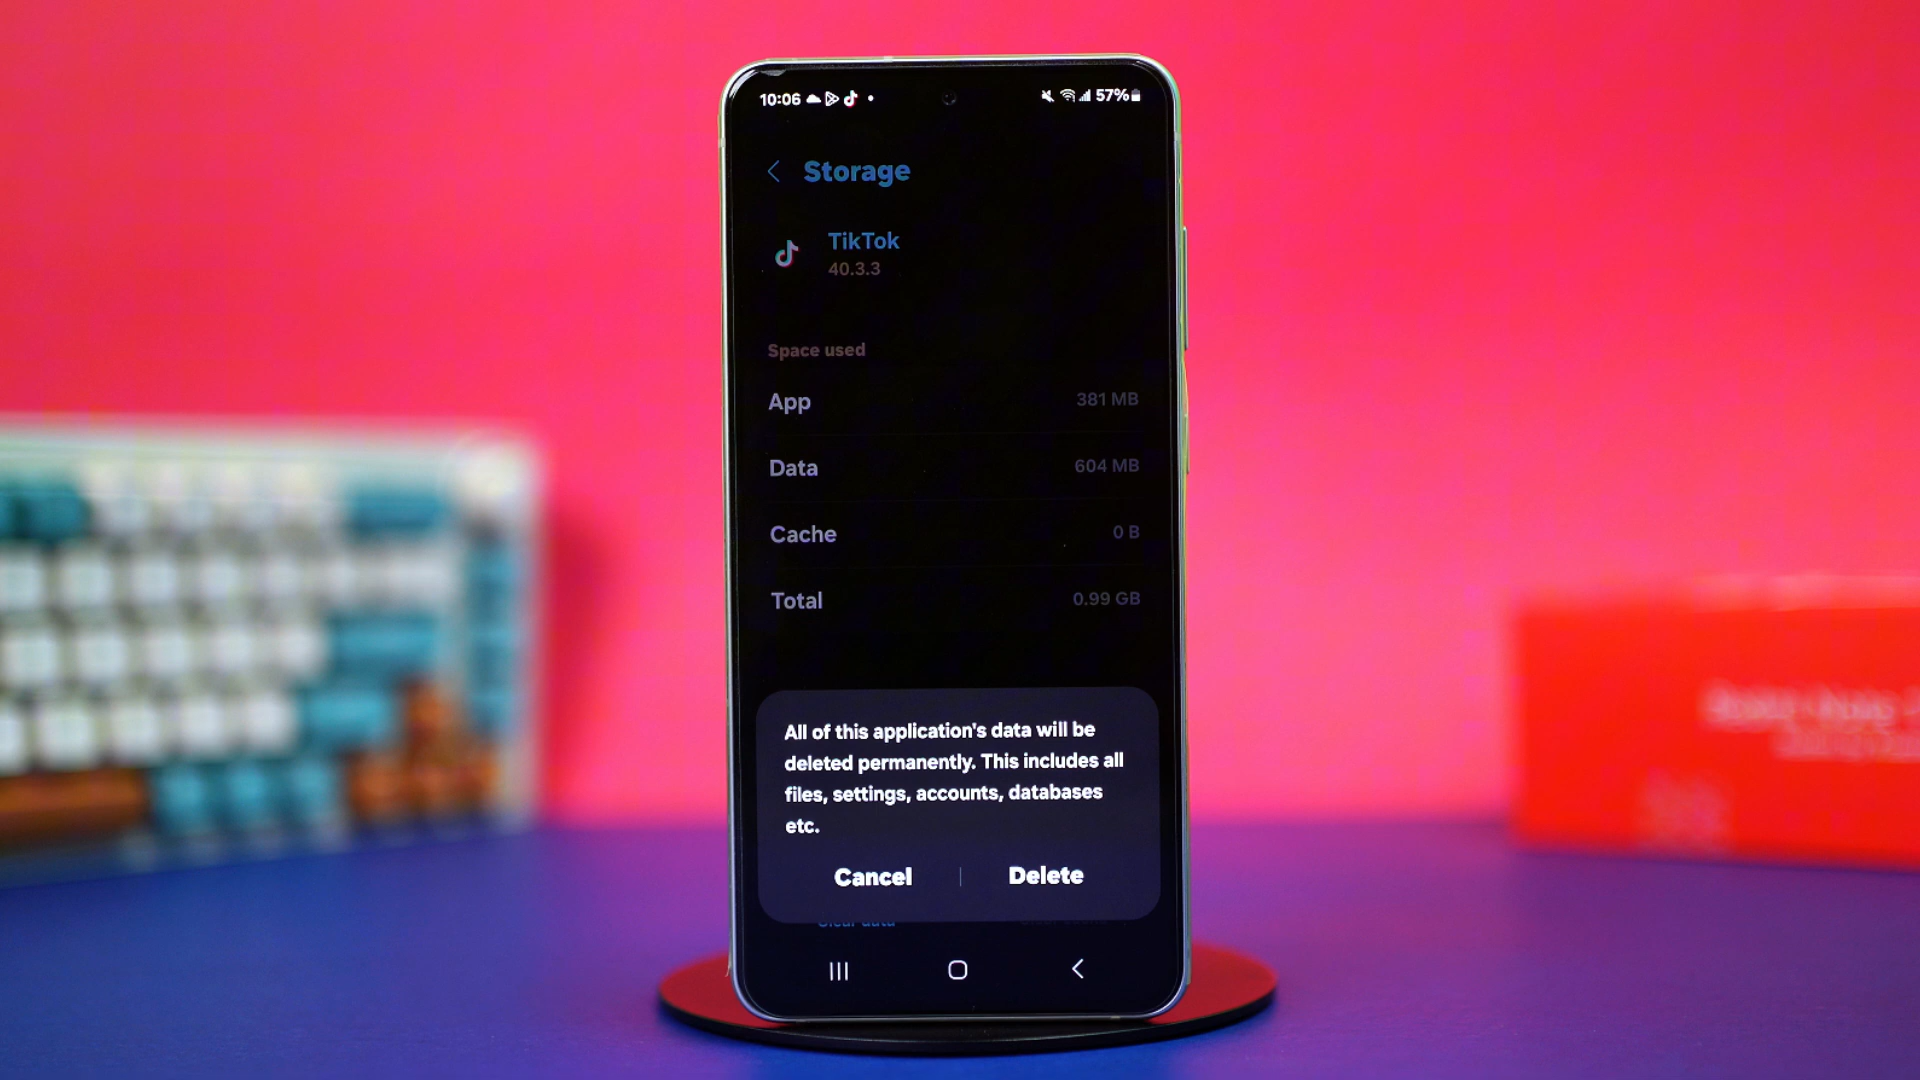 10:06 57%
Storage
TikTok
40.3.3
Space used
App 381 MB
Data 604 MB
Cache 0 B
Total 0.99 GB
All of this application's data will be
deleted permanently. This includes all
files, settings, accounts, databases
etc.
Cancel | Delete
Clear data